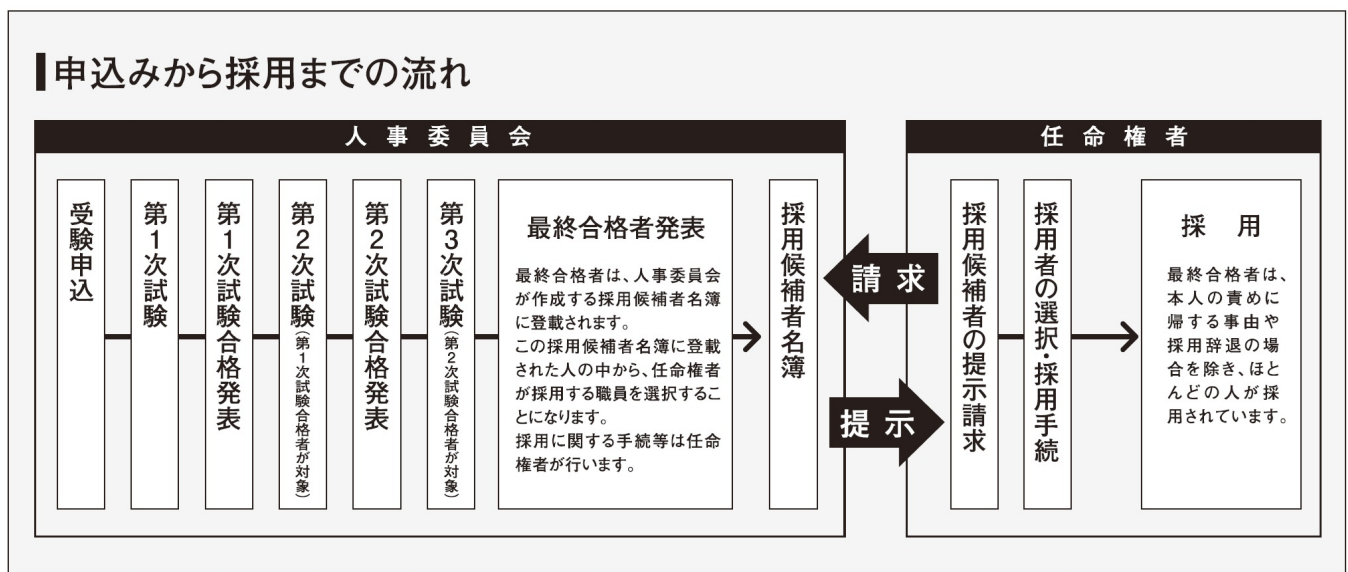 申込みから採用までの流れ
人事委員会
受験申込
第1次試験
第1次試験合格発表
第2次試験(第1次試験合格者が対象)
第2次試験合格発表
第3次試験(第2次試験合格者が対象)
最終合格者発表
最終合格者は、人事委員会
が作成する採用候補者名簿
に登載されます。
この採用候補者名簿に登載
された人の中から、任命権者
が採用する職員を選択するこ
とになります。
採用に関する手続等は任命
権者が行います。
採用候補者名簿
請求
提示
任命権者
採用候補者の提示請求
採用者の選択・採用手続
採用
最終合格者は、
本人の責めに
帰する事由や
採用辞退の場
合を除き、ほと
んどの人が採
用されています。